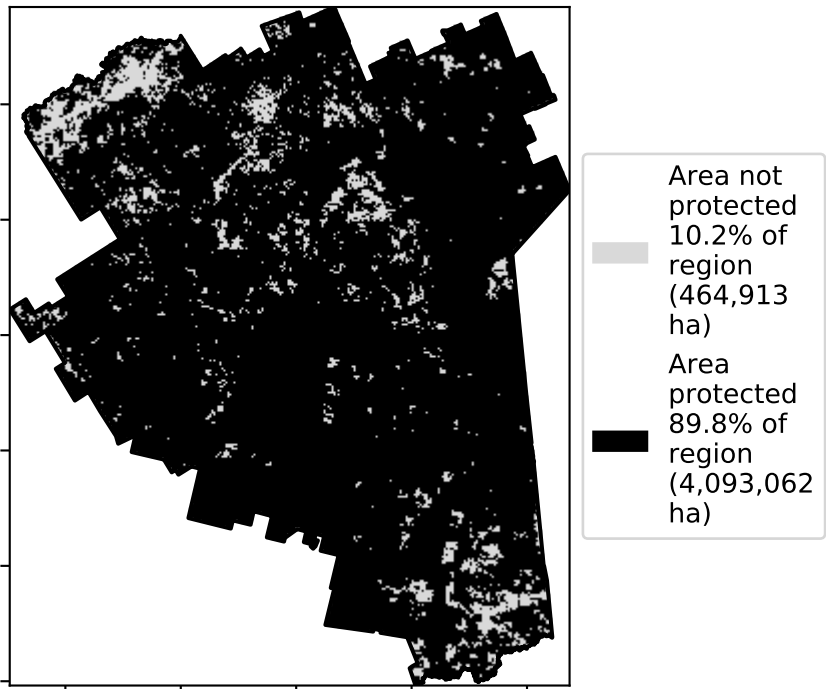 Area not
protected
10.2% of
region
(464,913
ha)
Area
protected
89.8% of
region
(4,093,062
ha)